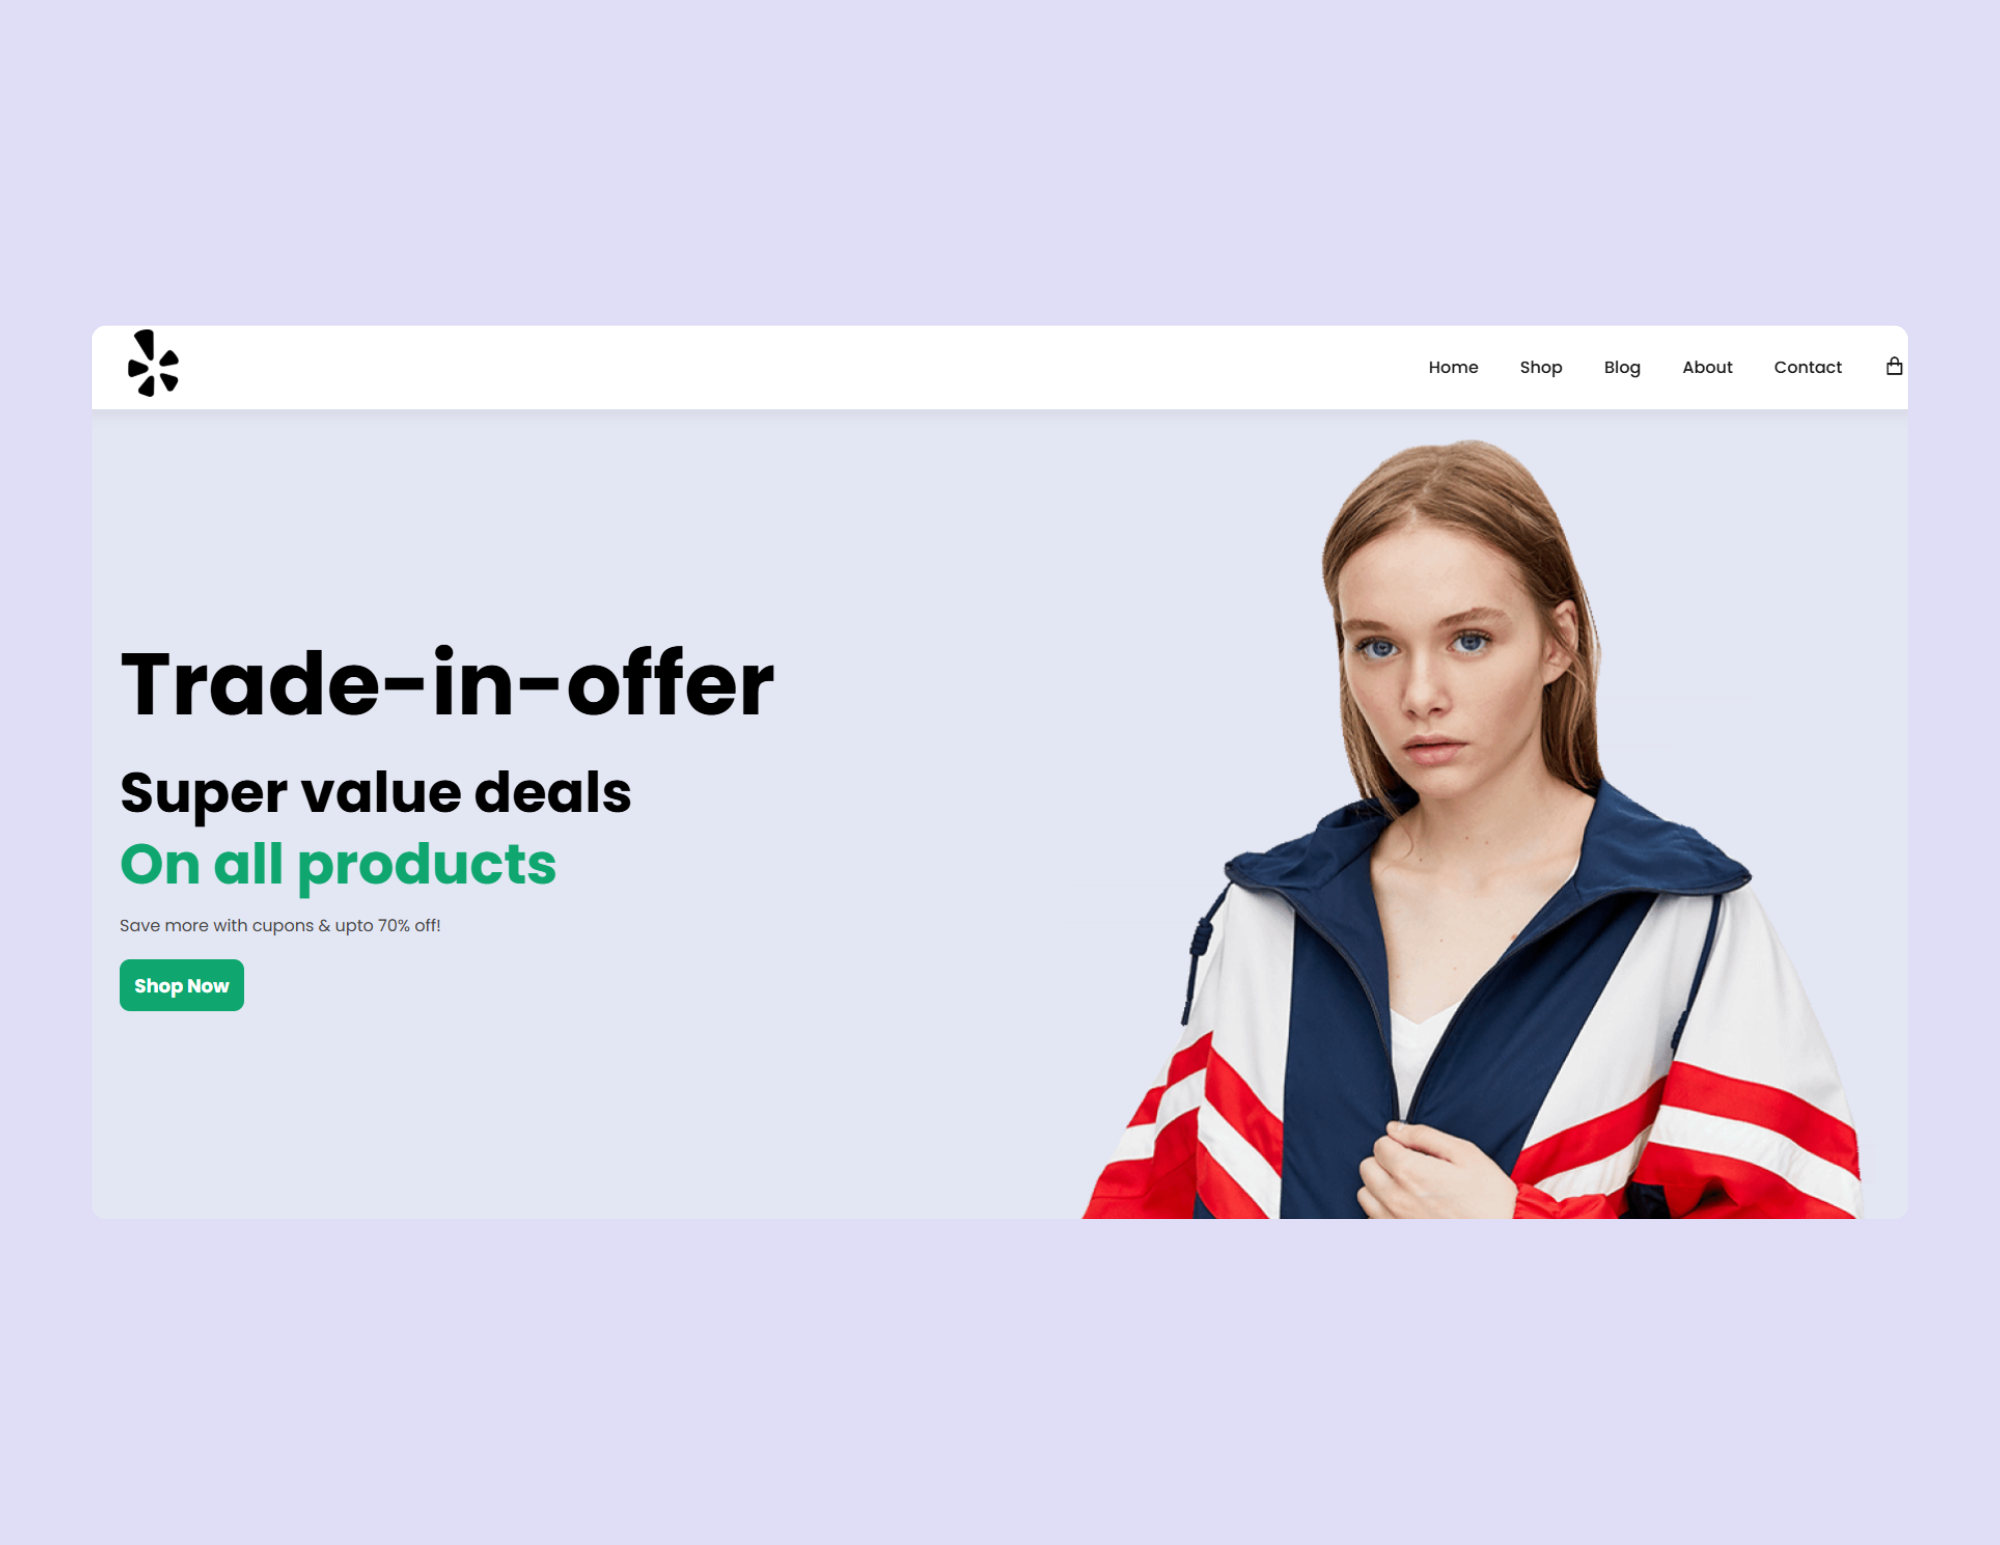 Home Shop Blog About Contact
Trade-in-offer
Super value deals
On all products
Save more with cupons & upto 70% off!
Shop Now